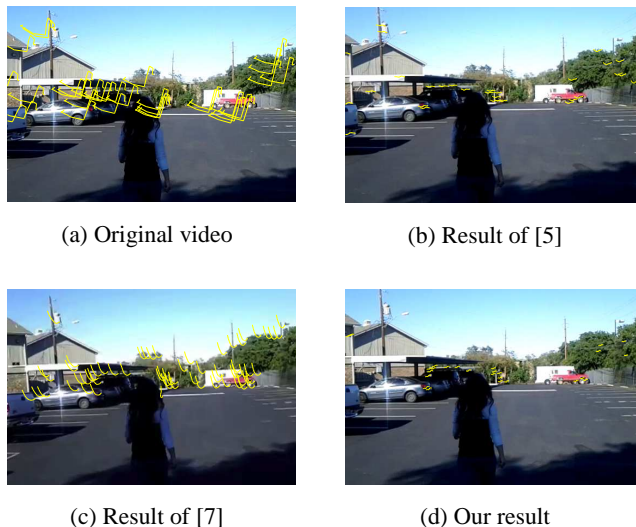 (a) Original video
(b) Result of [5]
(c) Result of [7]
(d) Our result